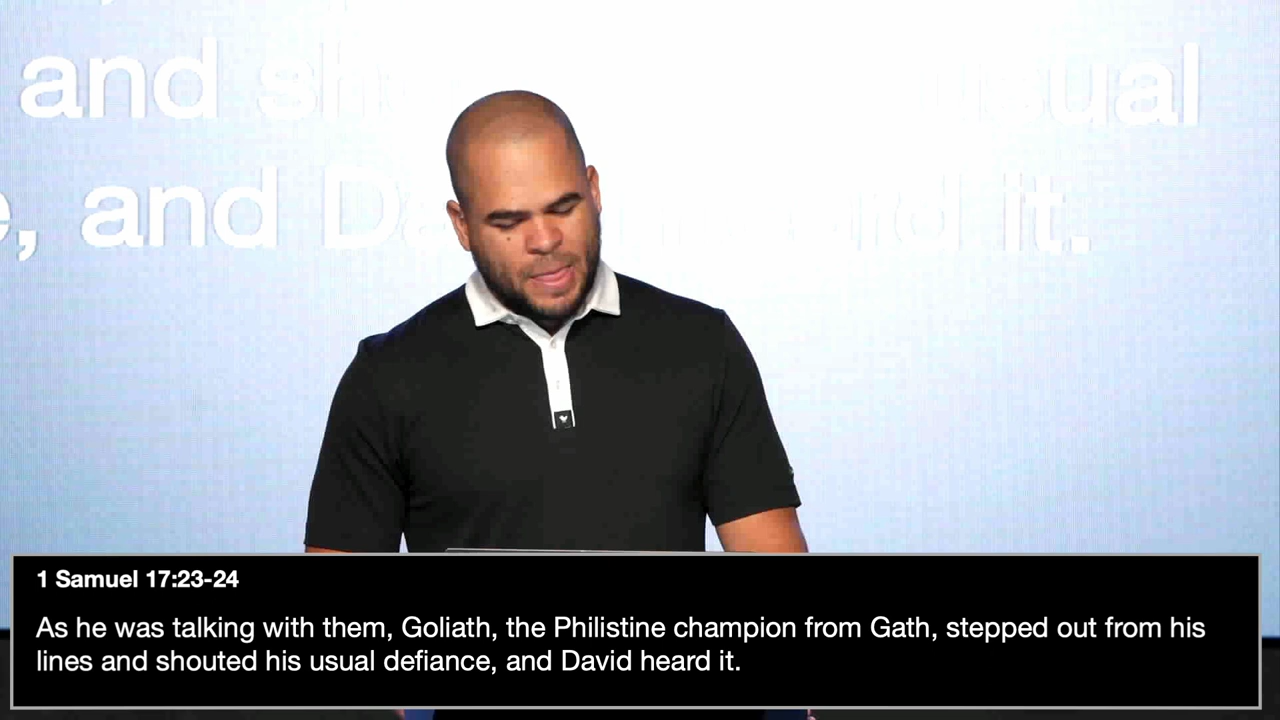 and sh usual
e, and Da ord it.
1 Samuel 17:23-24
As he was talking with them, Goliath, the Philistine champion from Gath, stepped out from his
lines and shouted his usual defiance, and David heard it.